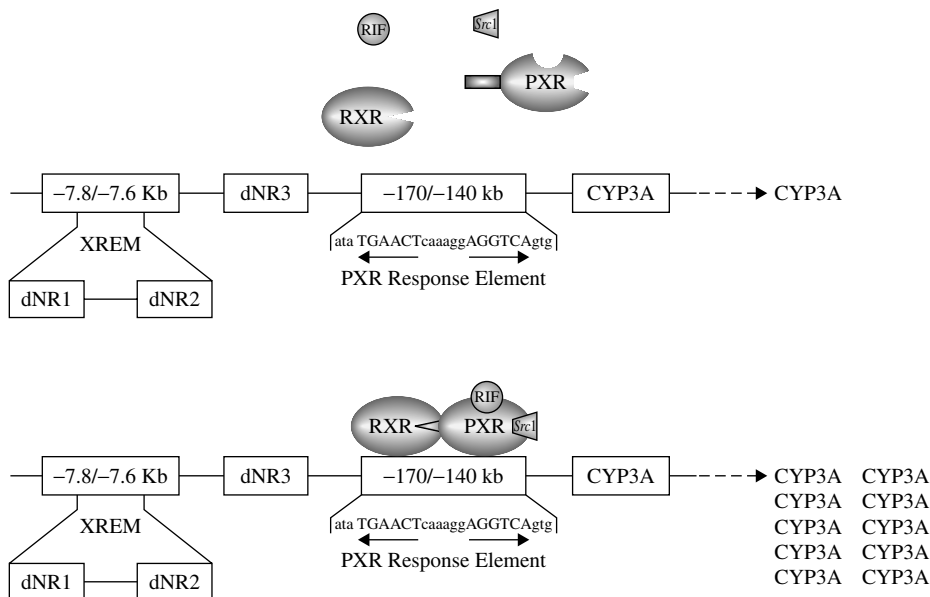 RIF
Src1
PXR
RXR
−7.8/−7.6 Kb
dNR3
−170/−140 kb
CYP3A
CYP3A
ata TGAACTcaaaggAGGTCAgtg
XREM
PXR Response Element
dNR1
dNR2
RIF
RXR
PXR
Src1
−7.8/−7.6 Kb
dNR3
−170/−140 kb
CYP3A
CYP3A CYP3A
CYP3A CYP3A
CYP3A CYP3A
CYP3A CYP3A
CYP3A CYP3A
ata TGAACTcaaaggAGGTCAgtg
XREM
PXR Response Element
dNR1
dNR2